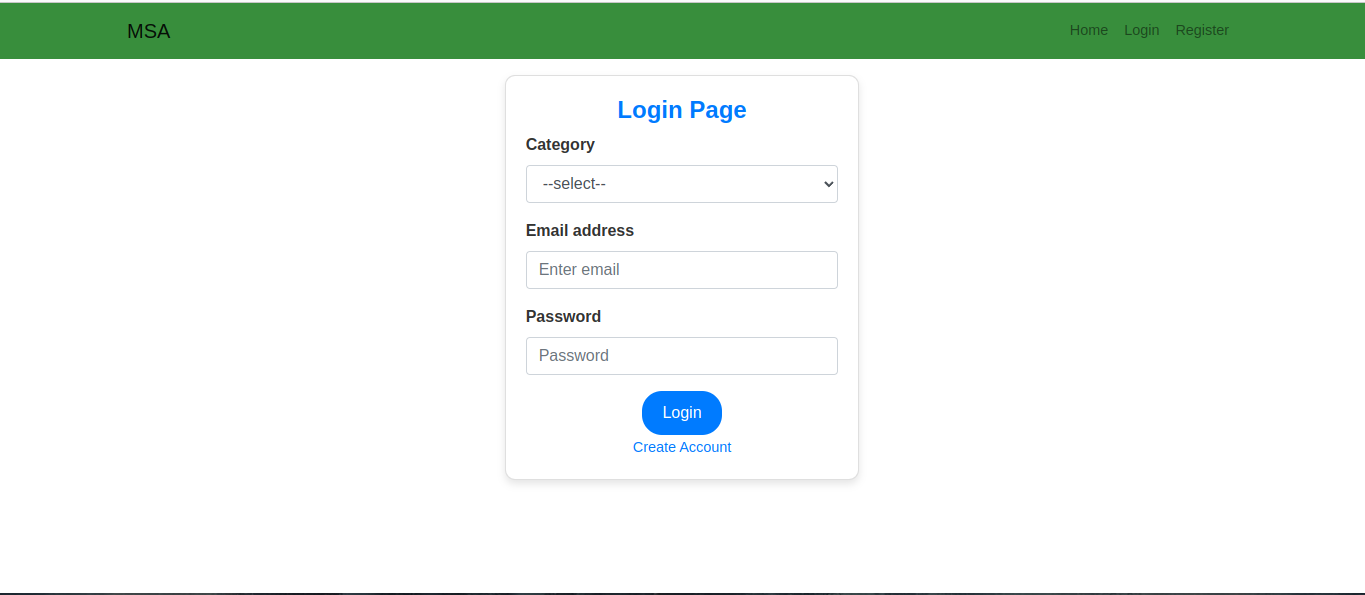 MSA Home Login Register
Login Page
Category
--select--
Email address
Enter email
Password
Password
Login
Create Account